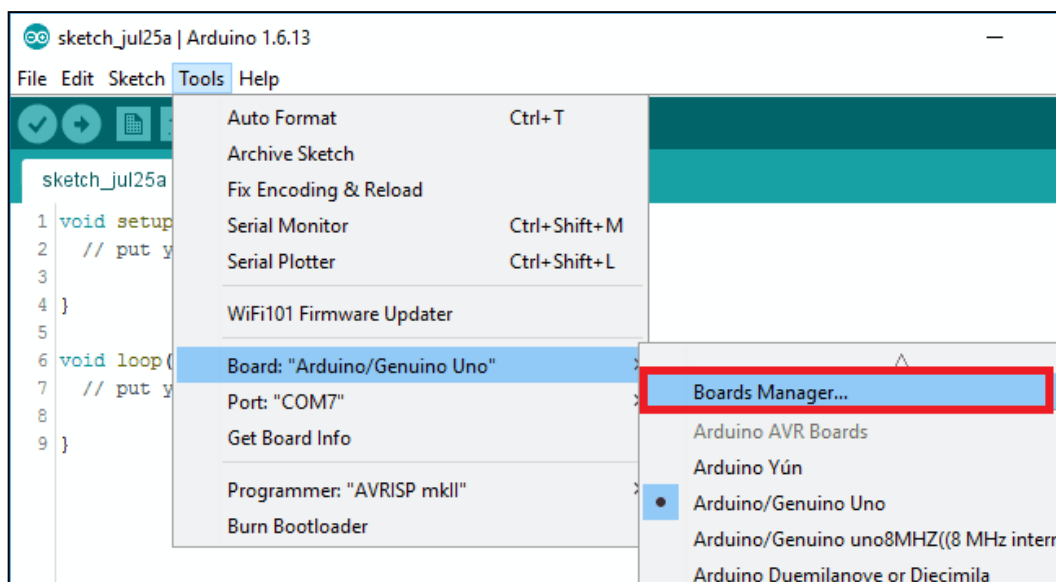 sketch_jul25a | Arduino 1.6.13
File Edit Sketch Tools Help
Auto Format Ctrl+T
Archive Sketch
sketch_jul25a
Fix Encoding & Reload
1 void setup
Serial Monitor Ctrl+Shift+M
2 // put y
Serial Plotter Ctrl+Shift+L
3
4 }
WiFi101 Firmware Updater
5
6 void loop(
Board: "Arduino/Genuino Uno"
7 // put y
Port: "COM7"
8
9 }
Get Board Info
Programmer: "AVRISP mkII"
Burn Bootloader
Boards Manager...
Arduino AVR Boards
Arduino Yún
Arduino/Genuino Uno
Arduino/Genuino uno8MHZ((8 MHz interr
Arduino Duemilanove or Diecimila